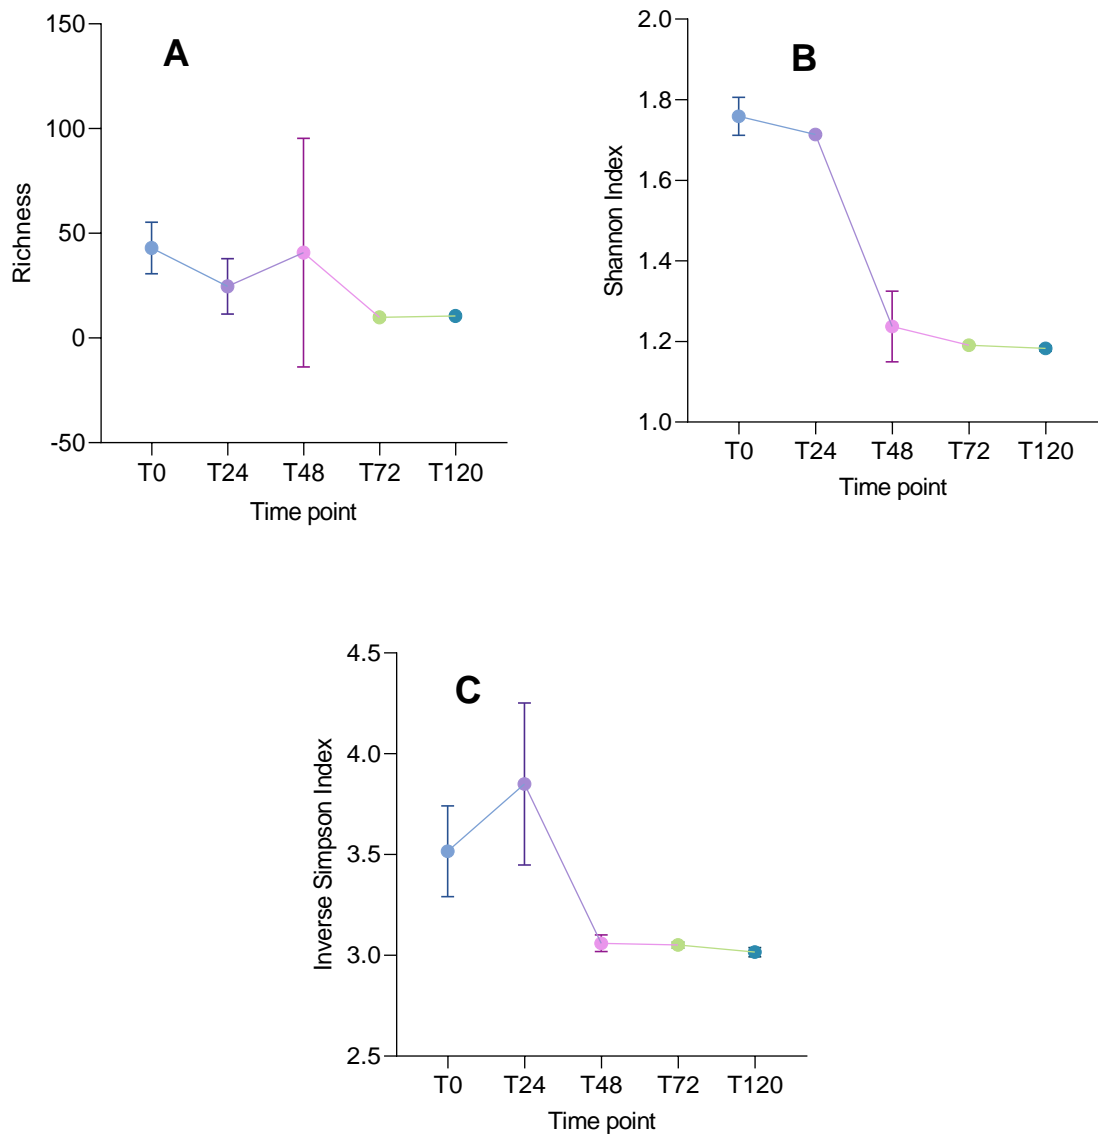 A
150
100
50
0
-50
Richness
T0 T24 T48 T72 T120
Time point
B
2.0
1.8
1.6
1.4
1.2
1.0
Shannon Index
T0 T24 T48 T72 T120
Time point
C
4.5
4.0
3.5
3.0
2.5
Inverse Simpson Index
T0 T24 T48 T72 T120
Time point